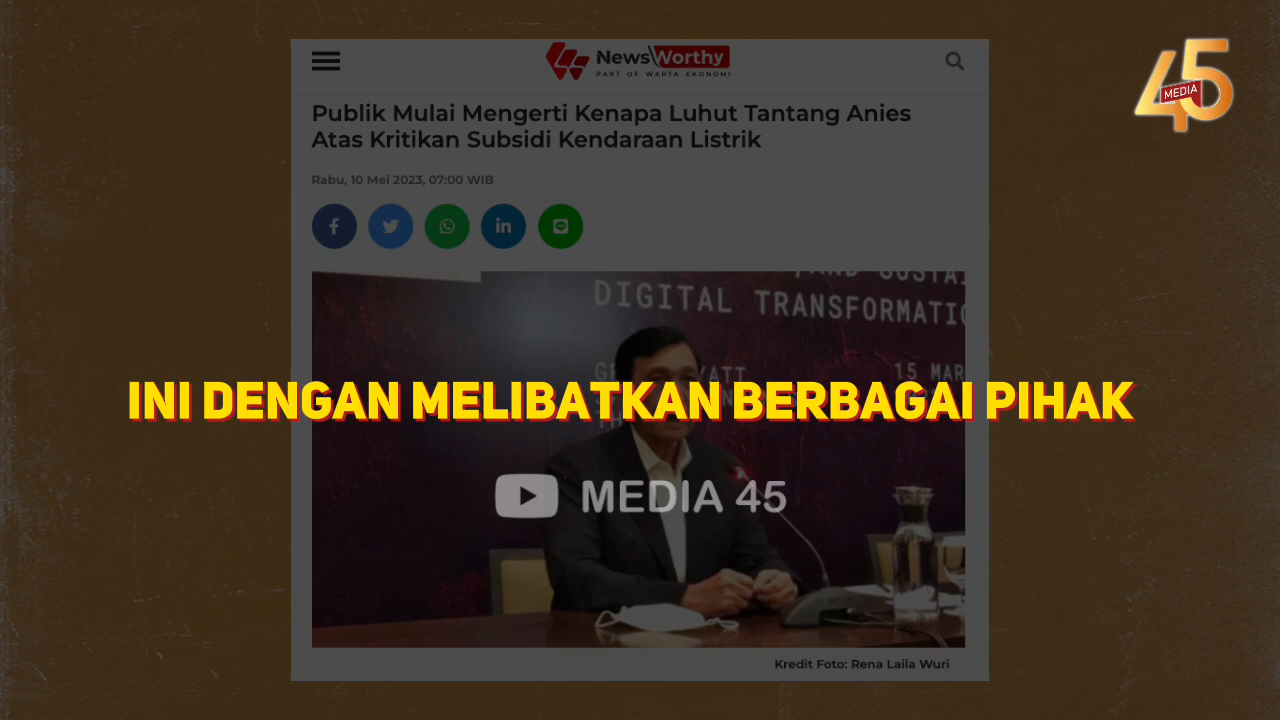 News Worthy
PART OF WARTA EKONOMI
45
MEDIA
Publik Mulai Mengerti Kenapa Luhut Tantang Anies
Atas Kritikan Subsidi Kendaraan Listrik
Rabu, 10 Mei 2023, 07:00 WIB
DIGITAL TRANSFORMATIO
15 MAR
INI DENGAN MELIBATKAN BERBAGAI PIHAK
MEDIA 45
Kredit Foto: Rena Laila Wuri